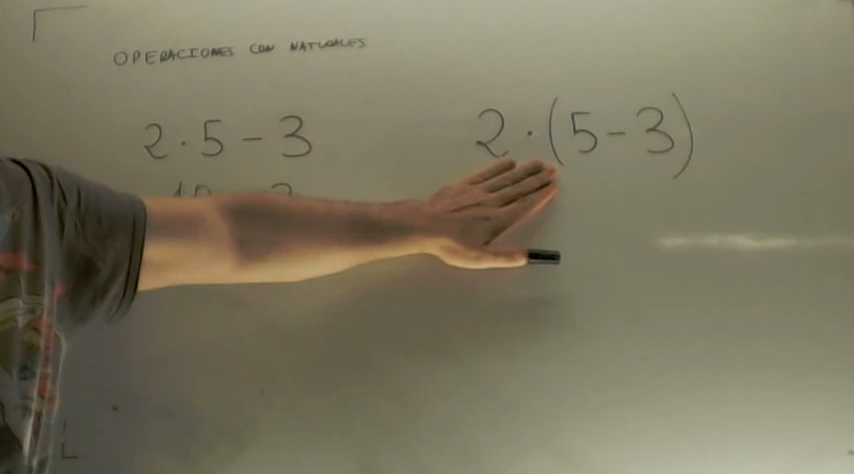 OPERACIONES CON NATURALES
2 · 5 - 3
2 · (5 - 3)